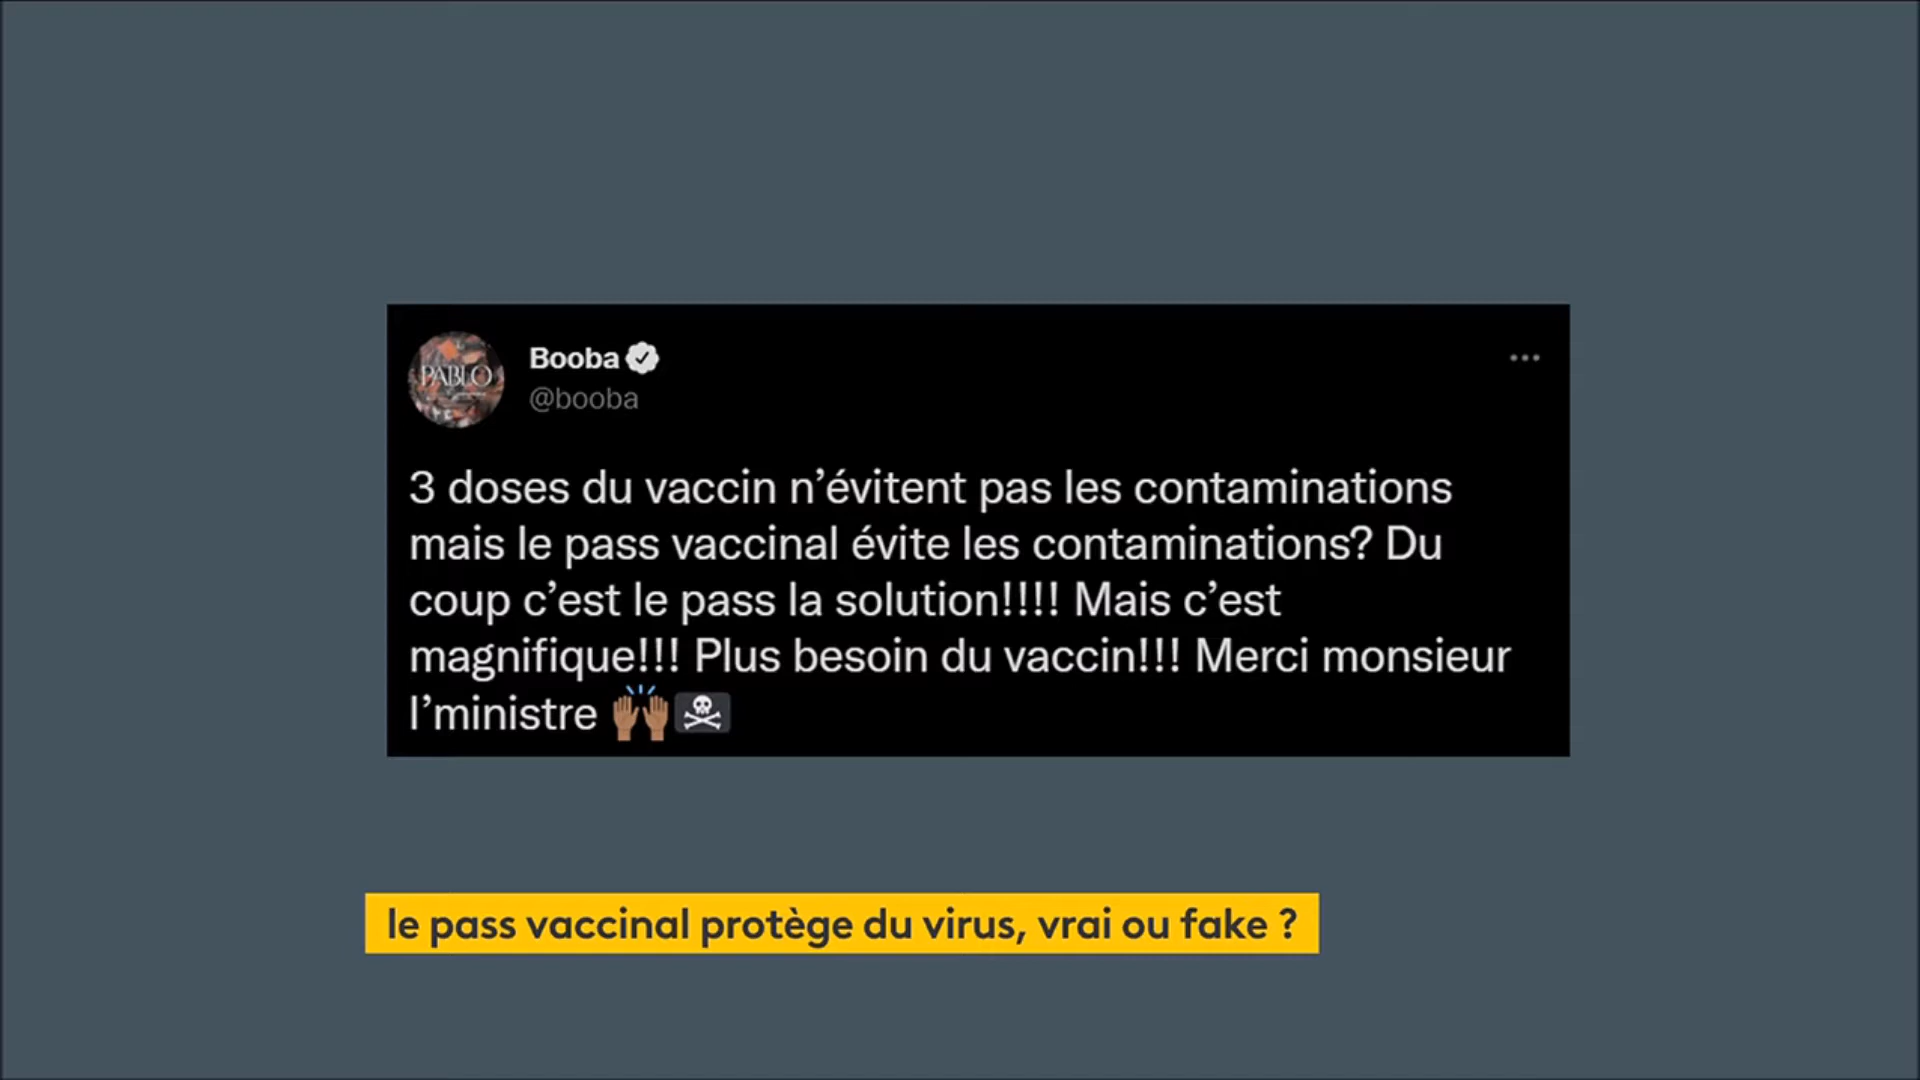 PABLO
Booba
@booba
3 doses du vaccin n’évitent pas les contaminations
mais le pass vaccinal évite les contaminations? Du
coup c’est le pass la solution!!!! Mais c’est
magnifique!!! Plus besoin du vaccin!!! Merci monsieur
l’ministre 🙌🏽🏴‍☠️
le pass vaccinal protège du virus, vrai ou fake ?